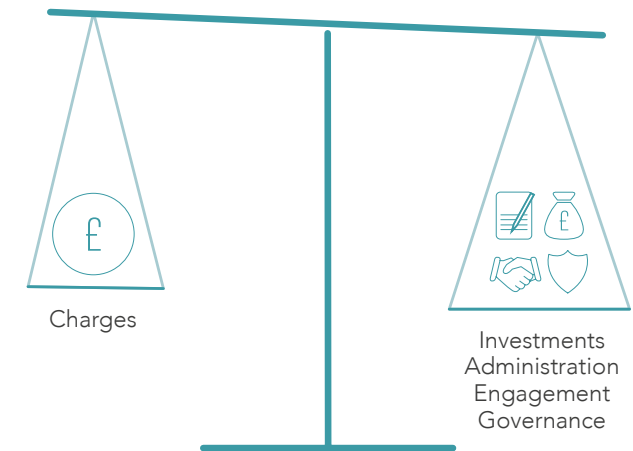 £
£
Charges
Investments
Administration
Engagement
Governance